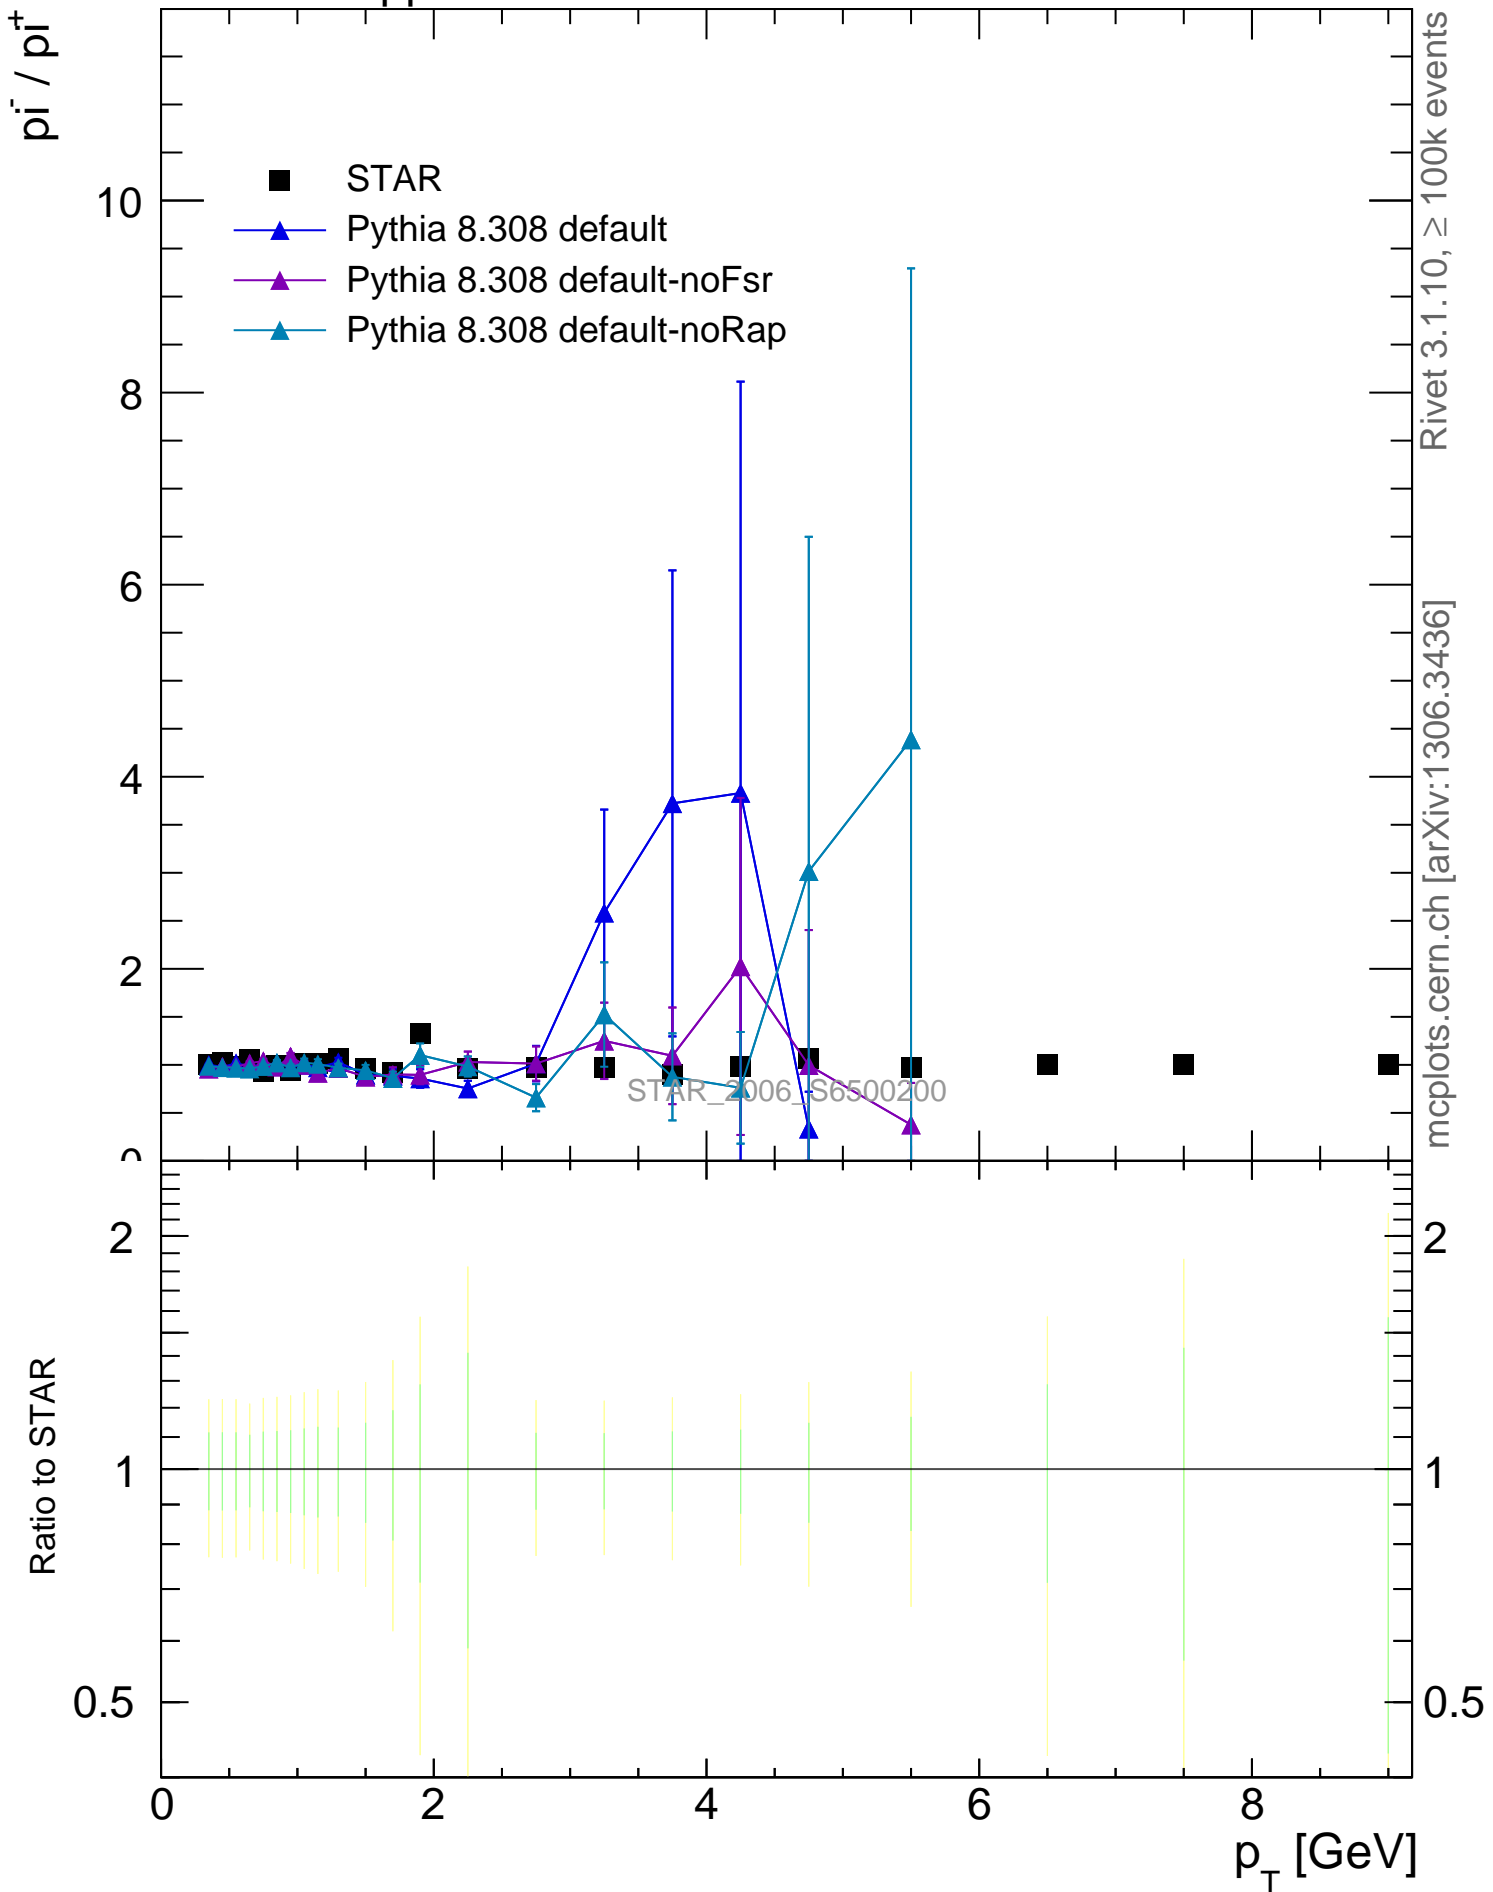 pi⁻ / pi⁺
STAR
Pythia 8.308 default
Pythia 8.308 default-noFsr
Pythia 8.308 default-noRap
10
8
6
4
2
0
STAR_2006_S6500200
Rivet 3.1.10, ≥ 100k events
mcplots.cern.ch [arXiv:1306.3436]
Ratio to STAR
2
1
0.5
2
1
0.5
0
2
4
6
8
p_T [GeV]